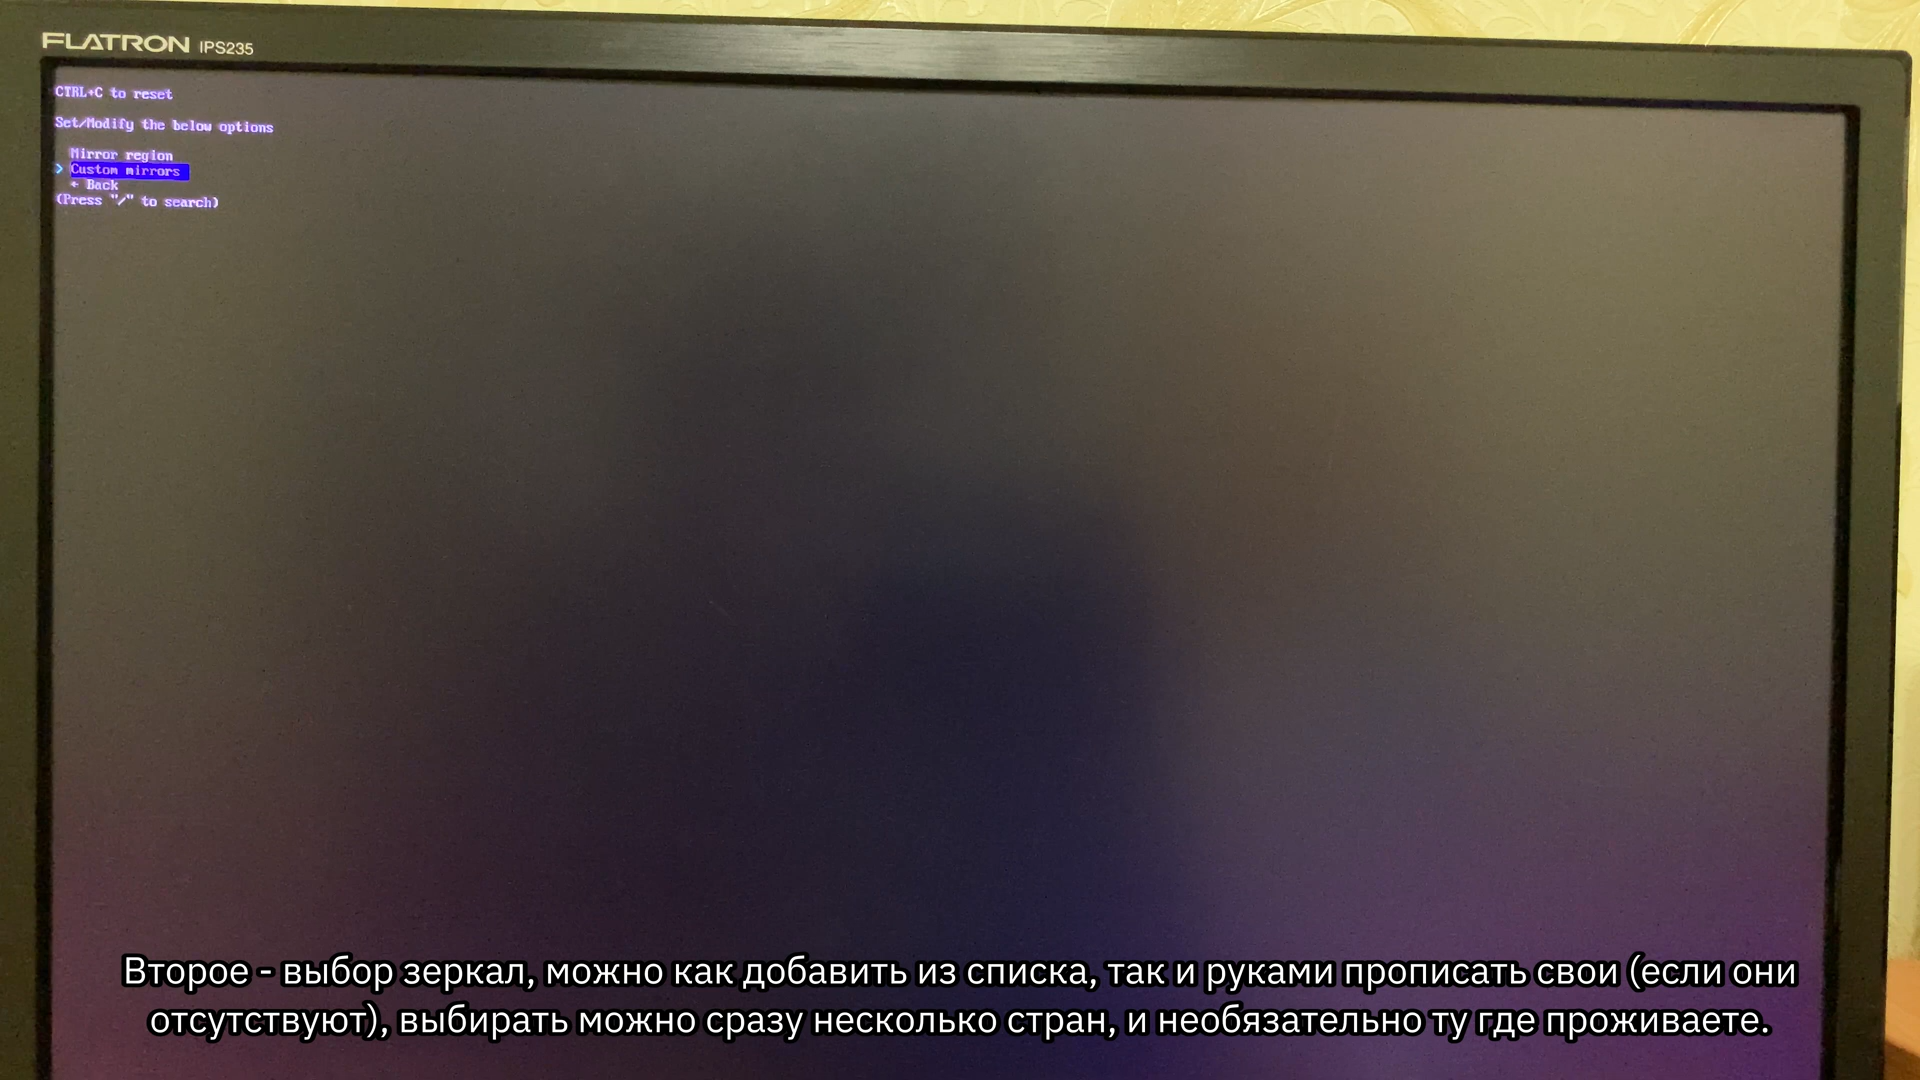 FLATRON IPS235
CTRL+C to reset
Set/Modify the below options
Mirror region
> Custom mirrors
← Back
(Press "/" to search)
Второе - выбор зеркал, можно как добавить из списка, так и руками прописать свои (если они
отсутствуют), выбирать можно сразу несколько стран, и необязательно ту где проживаете.